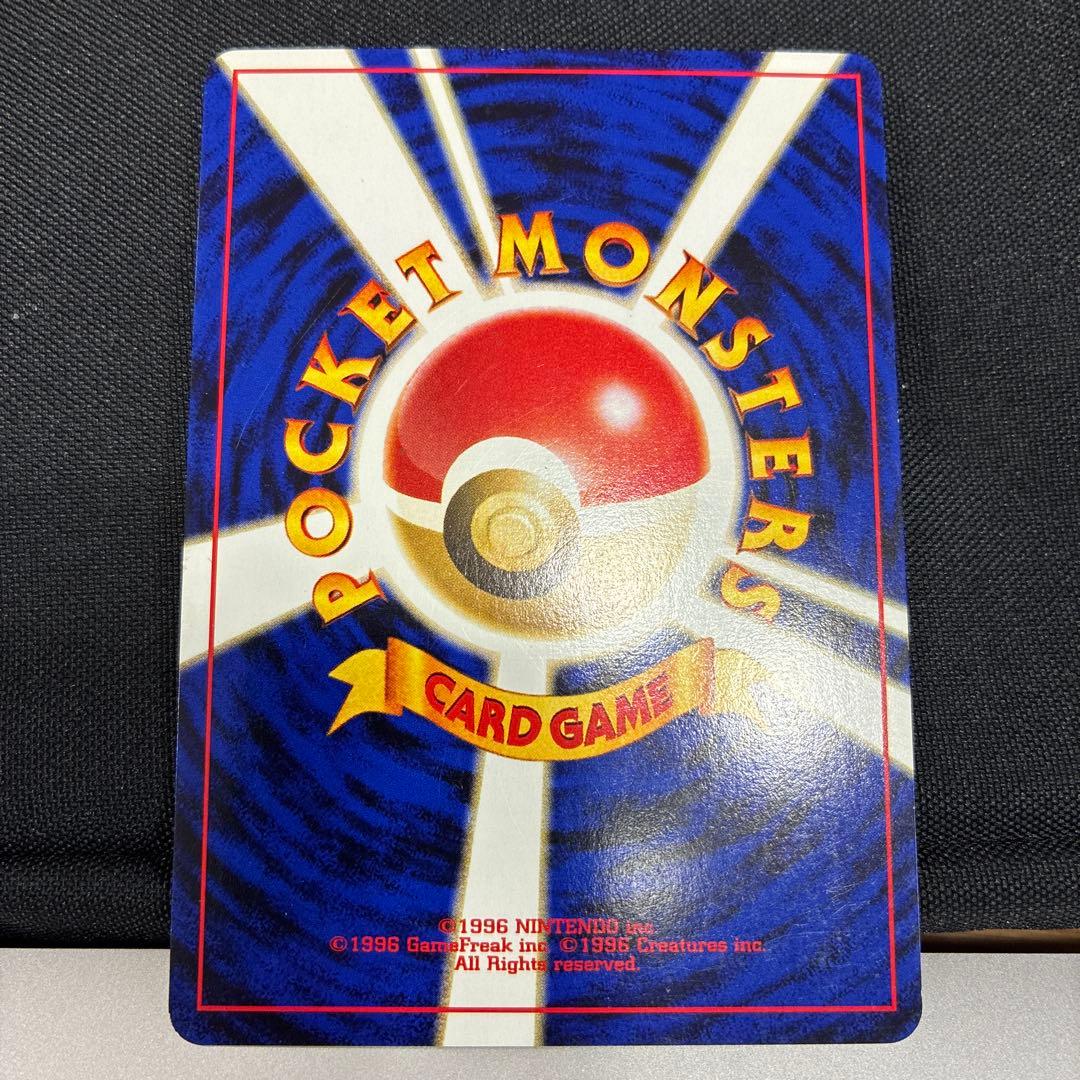 POCKET MONSTERS
CARD GAME
©1996 NINTENDO inc.
©1996 GameFreak inc. ©1996 Creatures inc.
All Rights reserved.